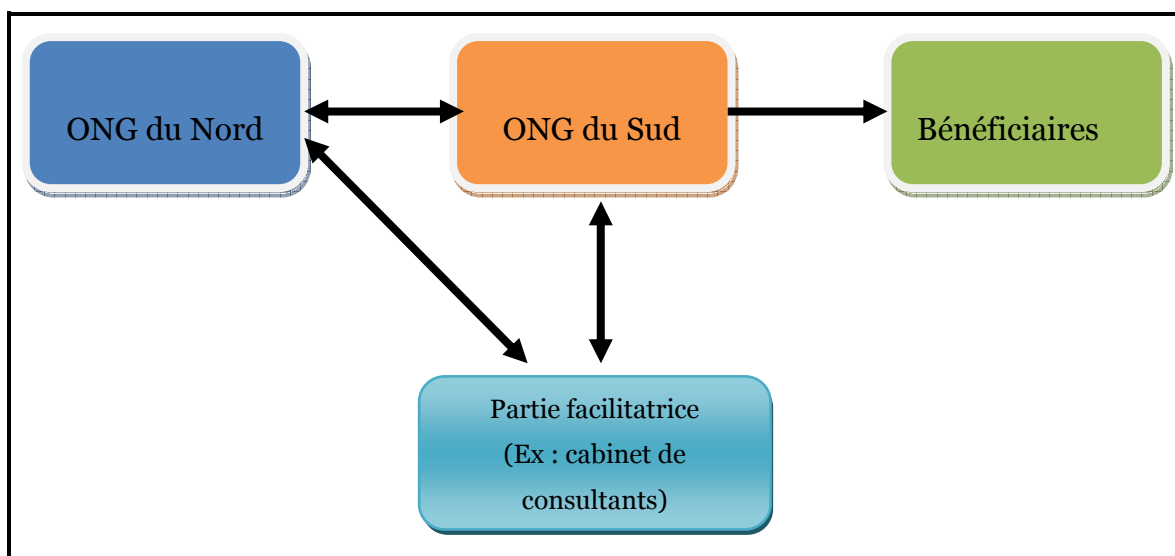 ONG du Nord
ONG du Sud
Bénéficiaires
Partie facilitatrice
(Ex : cabinet de
consultants)